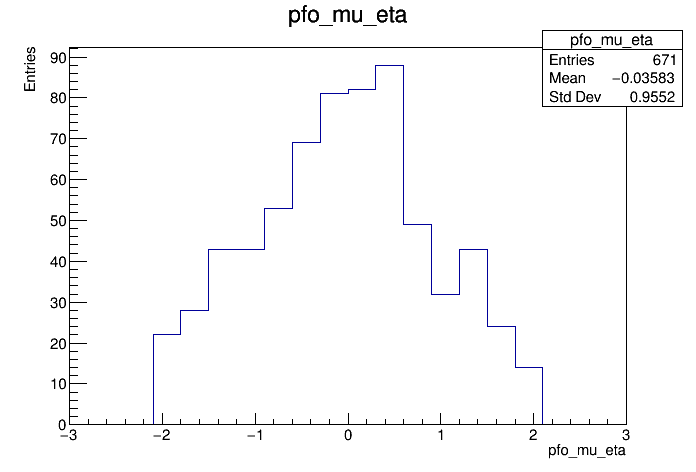 pfo_mu_eta
pfo_mu_eta
Entries 671
Mean −0.03583
Std Dev 0.9552
Entries
90
80
70
60
50
40
30
20
10
0
−3 −2 −1 0 1 2 3
pfo_mu_eta